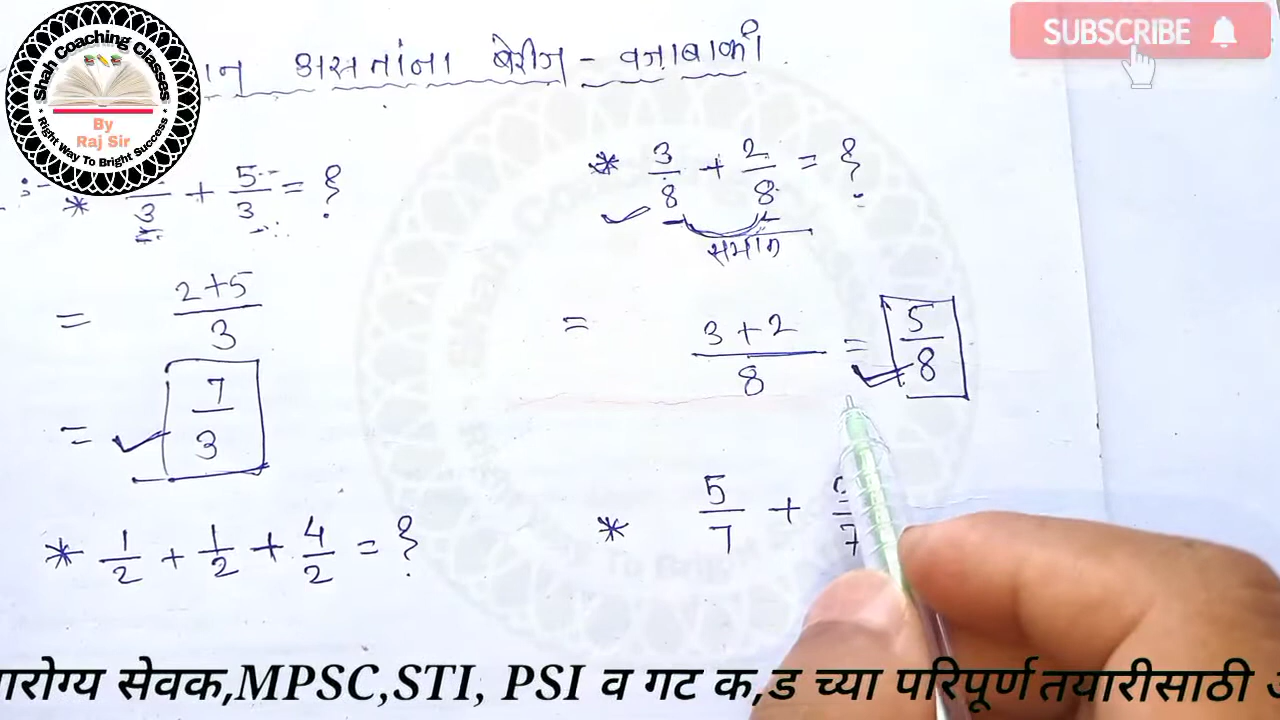 Shah Coaching Classes
By
Raj Sir
* Right Way To Bright Success *
SUBSCRIBE
असतांना बेरीज - वजाबाकी
* 3 + 5/3 = ?
= 2+5/3
= 7/3
* 1/2 + 1/2 + 4/2 = ?
* 3/8 + 2/8 = ?
समान
= 3+2/8 = 5/8
* 5/7 + 7
सेवक,MPSC,STI, PSI व गट क,ड च्या परिपूर्ण तयारीसाठी